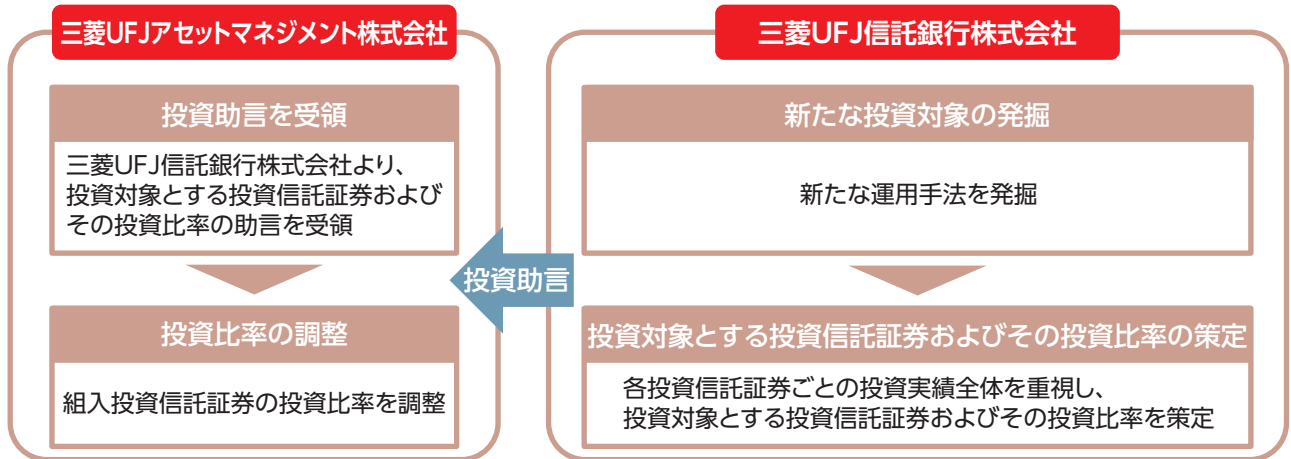 三菱UFJアセットマネジメント株式会社
投資助言を受領
三菱UFJ信託銀行株式会社より、
投資対象とする投資信託証券および
その投資比率の助言を受領
投資比率の調整
組入投資信託証券の投資比率を調整
投資助言
三菱UFJ信託銀行株式会社
新たな投資対象の発掘
新たな運用手法を発掘
投資対象とする投資信託証券およびその投資比率の策定
各投資信託証券ごとの投資実績全体を重視し、
投資対象とする投資信託証券およびその投資比率を策定